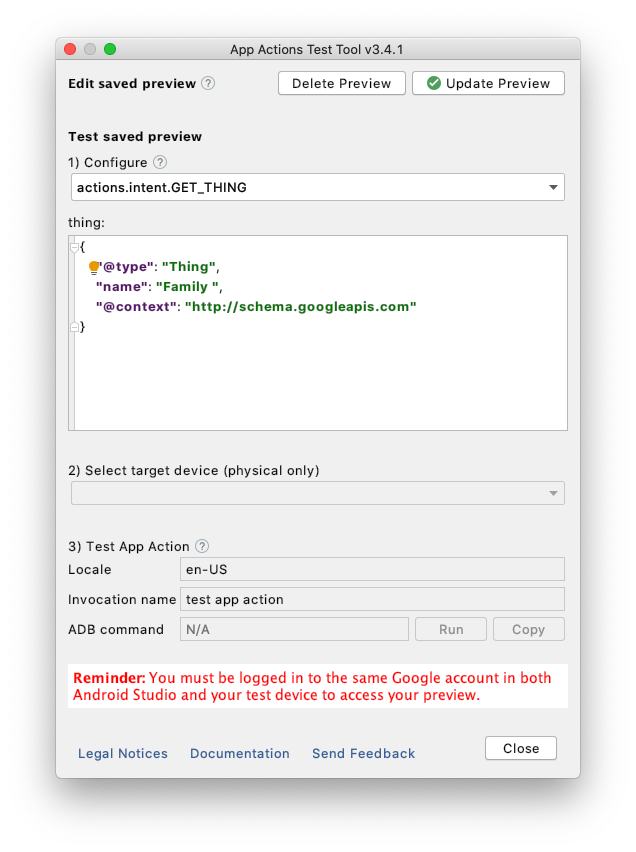 App Actions Test Tool v3.4.1
Edit saved preview ?
Delete Preview
Update Preview
Test saved preview
1) Configure ?
actions.intent.GET_THING
thing:
{
"@type": "Thing",
"name": "Family ",
"@context": "http://schema.googleapis.com"
}
2) Select target device (physical only)
3) Test App Action ?
Locale en-US
Invocation name test app action
ADB command N/A Run Copy
Reminder: You must be logged in to the same Google account in both
Android Studio and your test device to access your preview.
Legal Notices Documentation Send Feedback Close